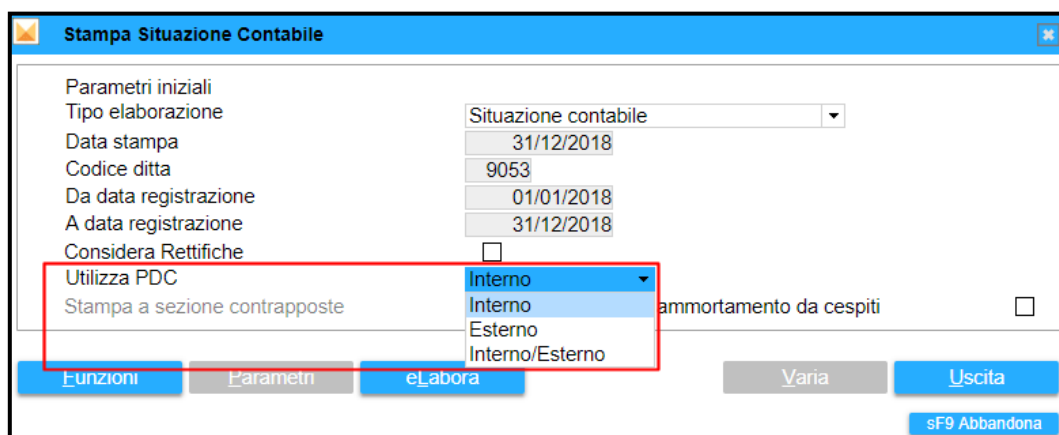 Stampa Situazione Contabile
Parametri iniziali
Tipo elaborazione Situazione contabile
Data stampa 31/12/2018
Codice ditta 9053
Da data registrazione 01/01/2018
A data registrazione 31/12/2018
Considera Rettifiche
Utilizza PDC Interno
Stampa a sezione contrapposte Interno ammortamento da cespiti
Esterno
Interno/Esterno
Funzioni Parametri eLabora Varia Uscita
sF9 Abbandona